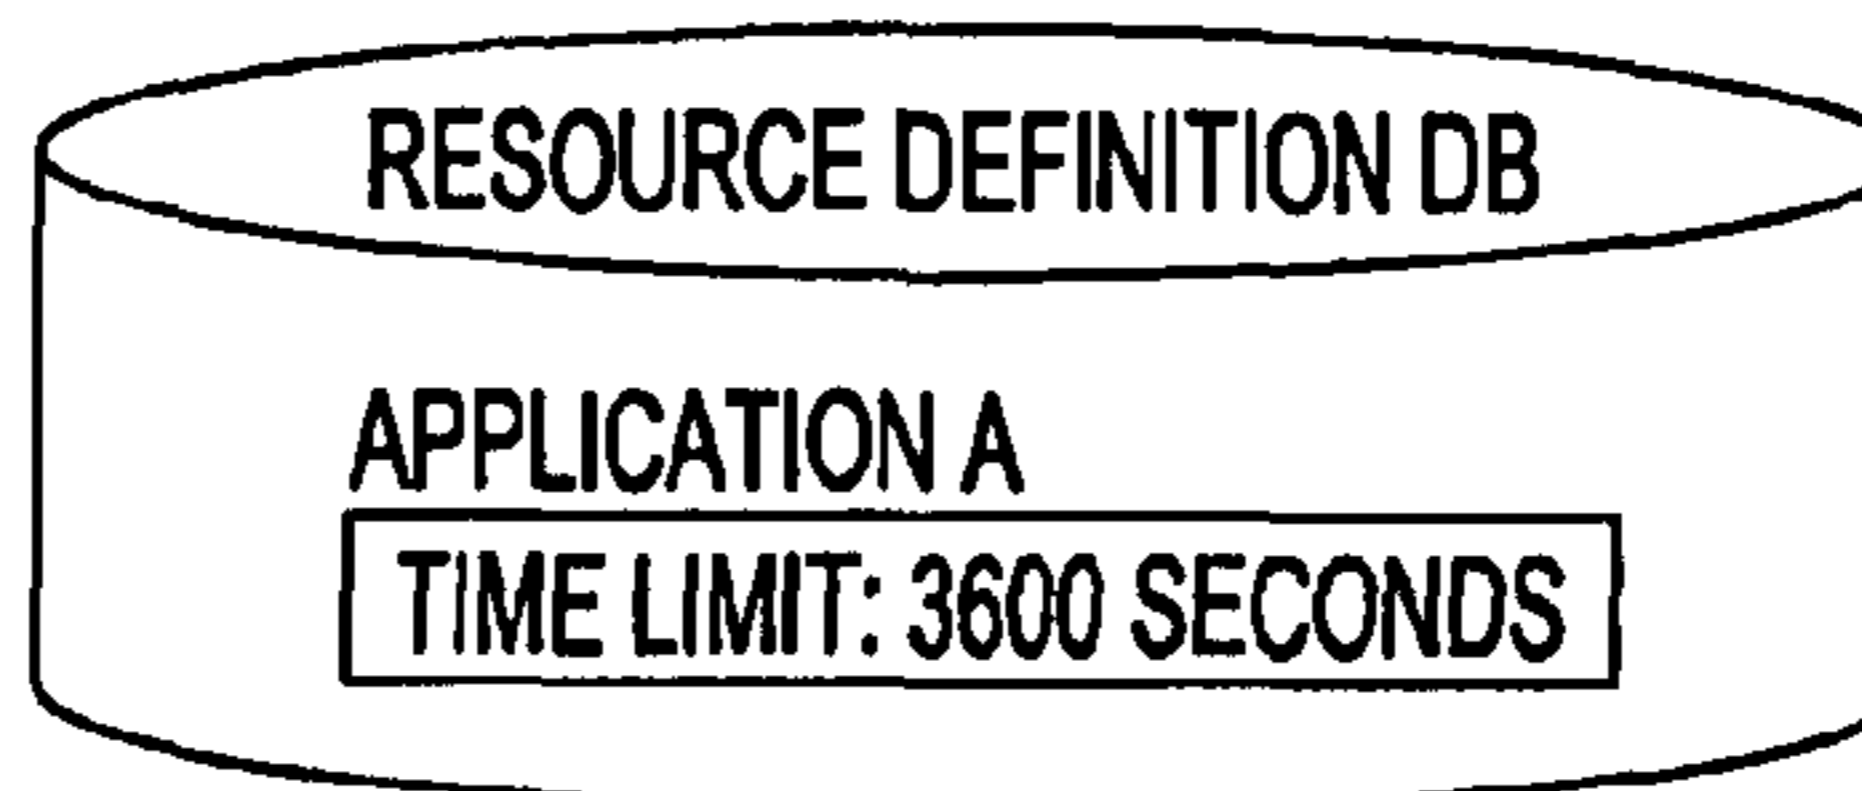 RESOURCE DEFINITION DB
APPLICATION A
TIME LIMIT: 3600 SECONDS